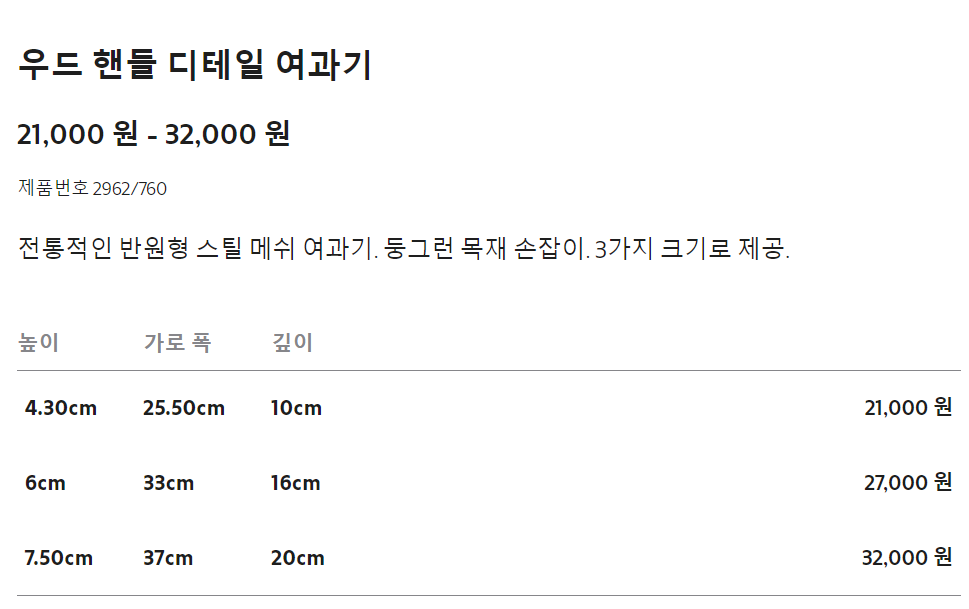 우드 핸들 디테일 여과기
21,000 원 - 32,000 원
제품번호 2962/760
전통적인 반원형 스틸 메쉬 여과기. 둥그런 목재 손잡이. 3가지 크기로 제공.
높이 가로 폭 깊이
4.30cm 25.50cm 10cm 21,000 원
6cm 33cm 16cm 27,000 원
7.50cm 37cm 20cm 32,000 원